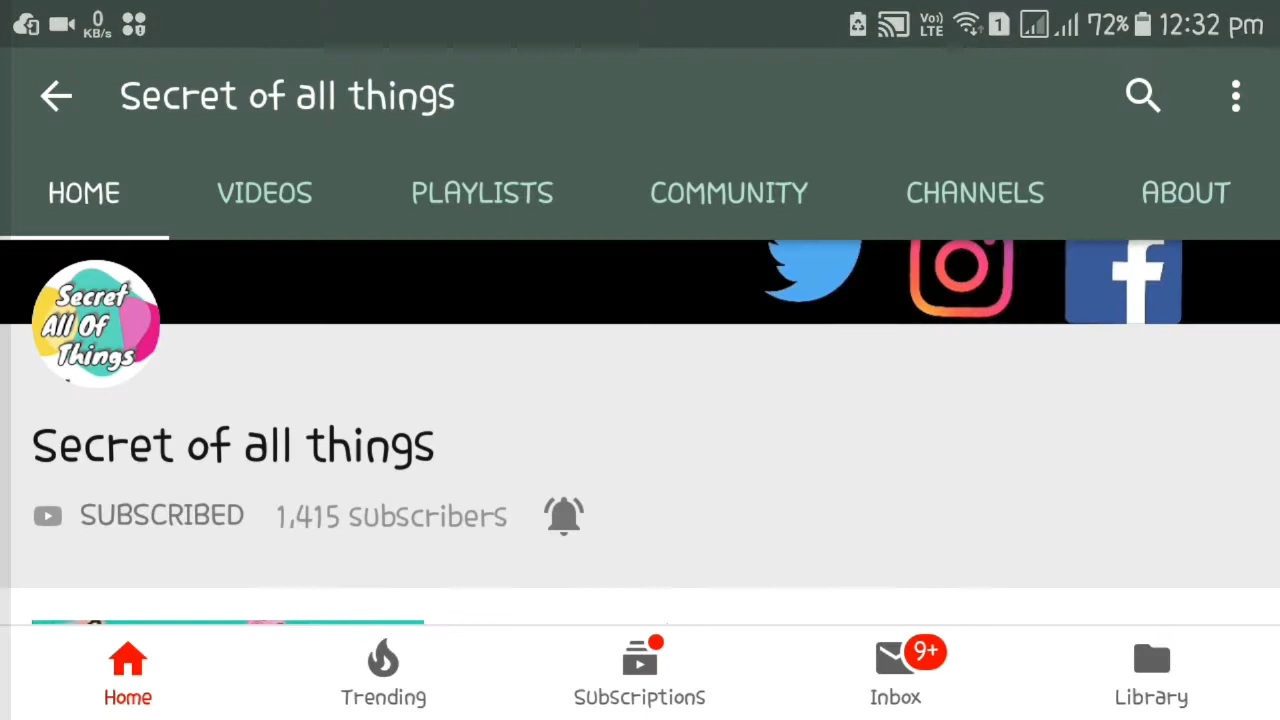 0 KB/s Vo)) LTE 1 72% 12:32 pm
Secret of all things
HOME VIDEOS PLAYLISTS COMMUNITY CHANNELS ABOUT
Secret
All Of
Things
Secret of all things
SUBSCRIBED 1,415 subscribers
9+
Home Trending Subscriptions Inbox Library